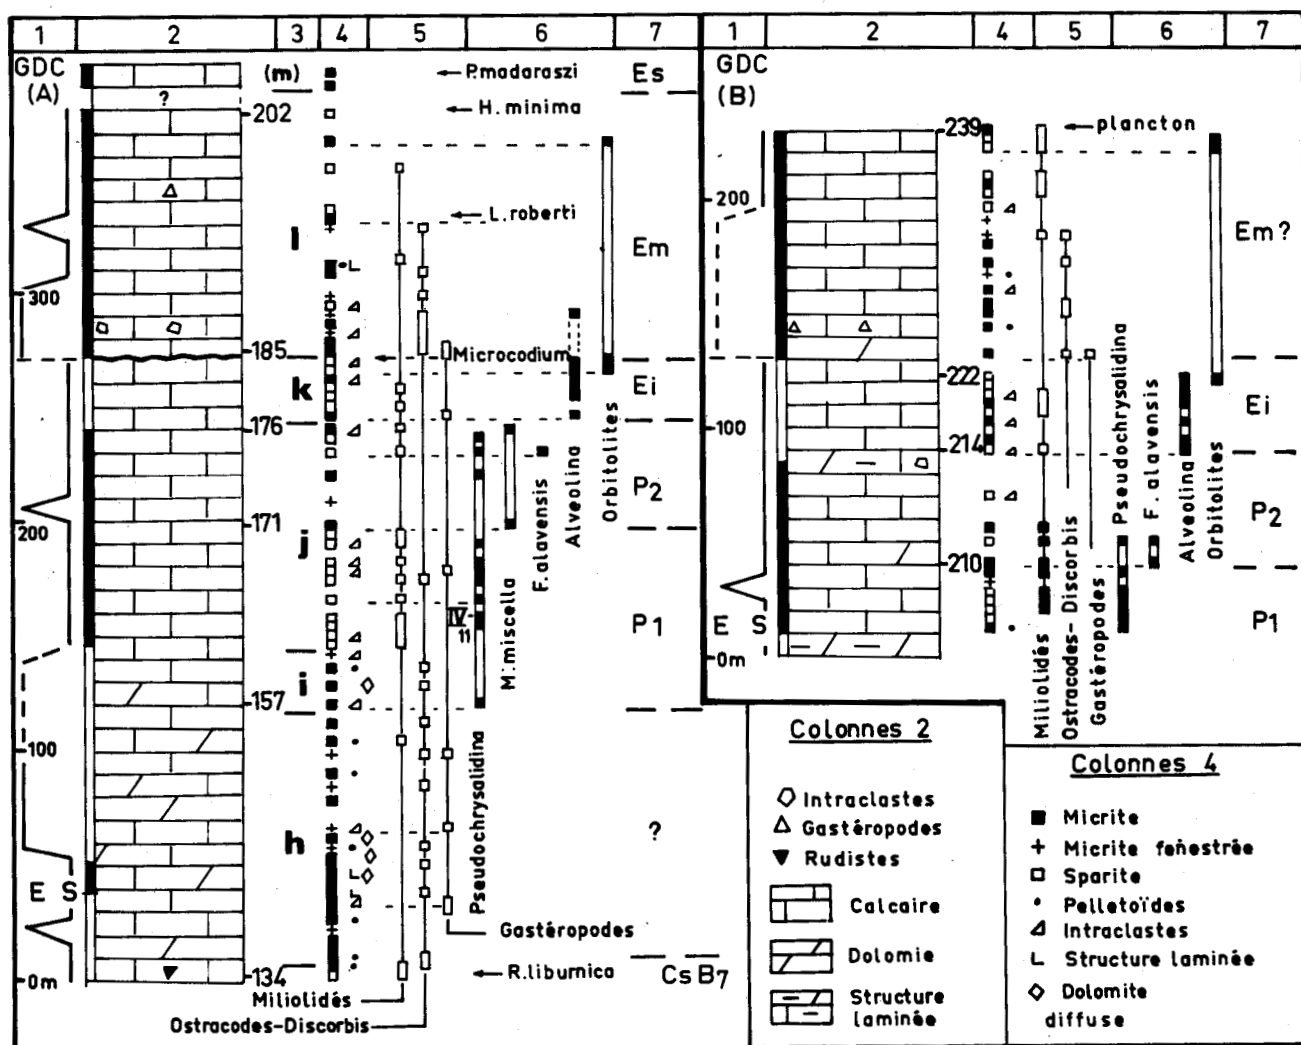 1 2 3 4 5 6 7
GDC
(A)
(m)
?
202
300
185
176
200
171
157
100
E S
0m
134
l
k
j
i
h
P.madaraszi
H.minima
L.roberti
Microcodium
IV
11
Pseudochrysalidina
M.miscella
F.alavensis
Alveolina
Orbitolites
Gastéropodes
R.liburnica
Miliolidés
Ostracodes-Discorbis
Es
Em
Ei
P2
P1
?
CsB7
1 2 4 5 6 7
GDC
(B)
239
200
222
100
214
210
E S
0m
plancton
Miliolidés
Ostracodes-Discorbis
Gastéropodes
Pseudochrysalidina
F. alavensis
Alveolina
Orbitolites
Em?
Ei
P2
P1
Colonnes 2
Intraclastes
Gastéropodes
Rudistes
Calcaire
Dolomie
Structure
laminée
Colonnes 4
Micrite
Micrite fenestrée
Sparite
Pelletoïdes
Intraclastes
Structure laminée
Dolomite
diffuse